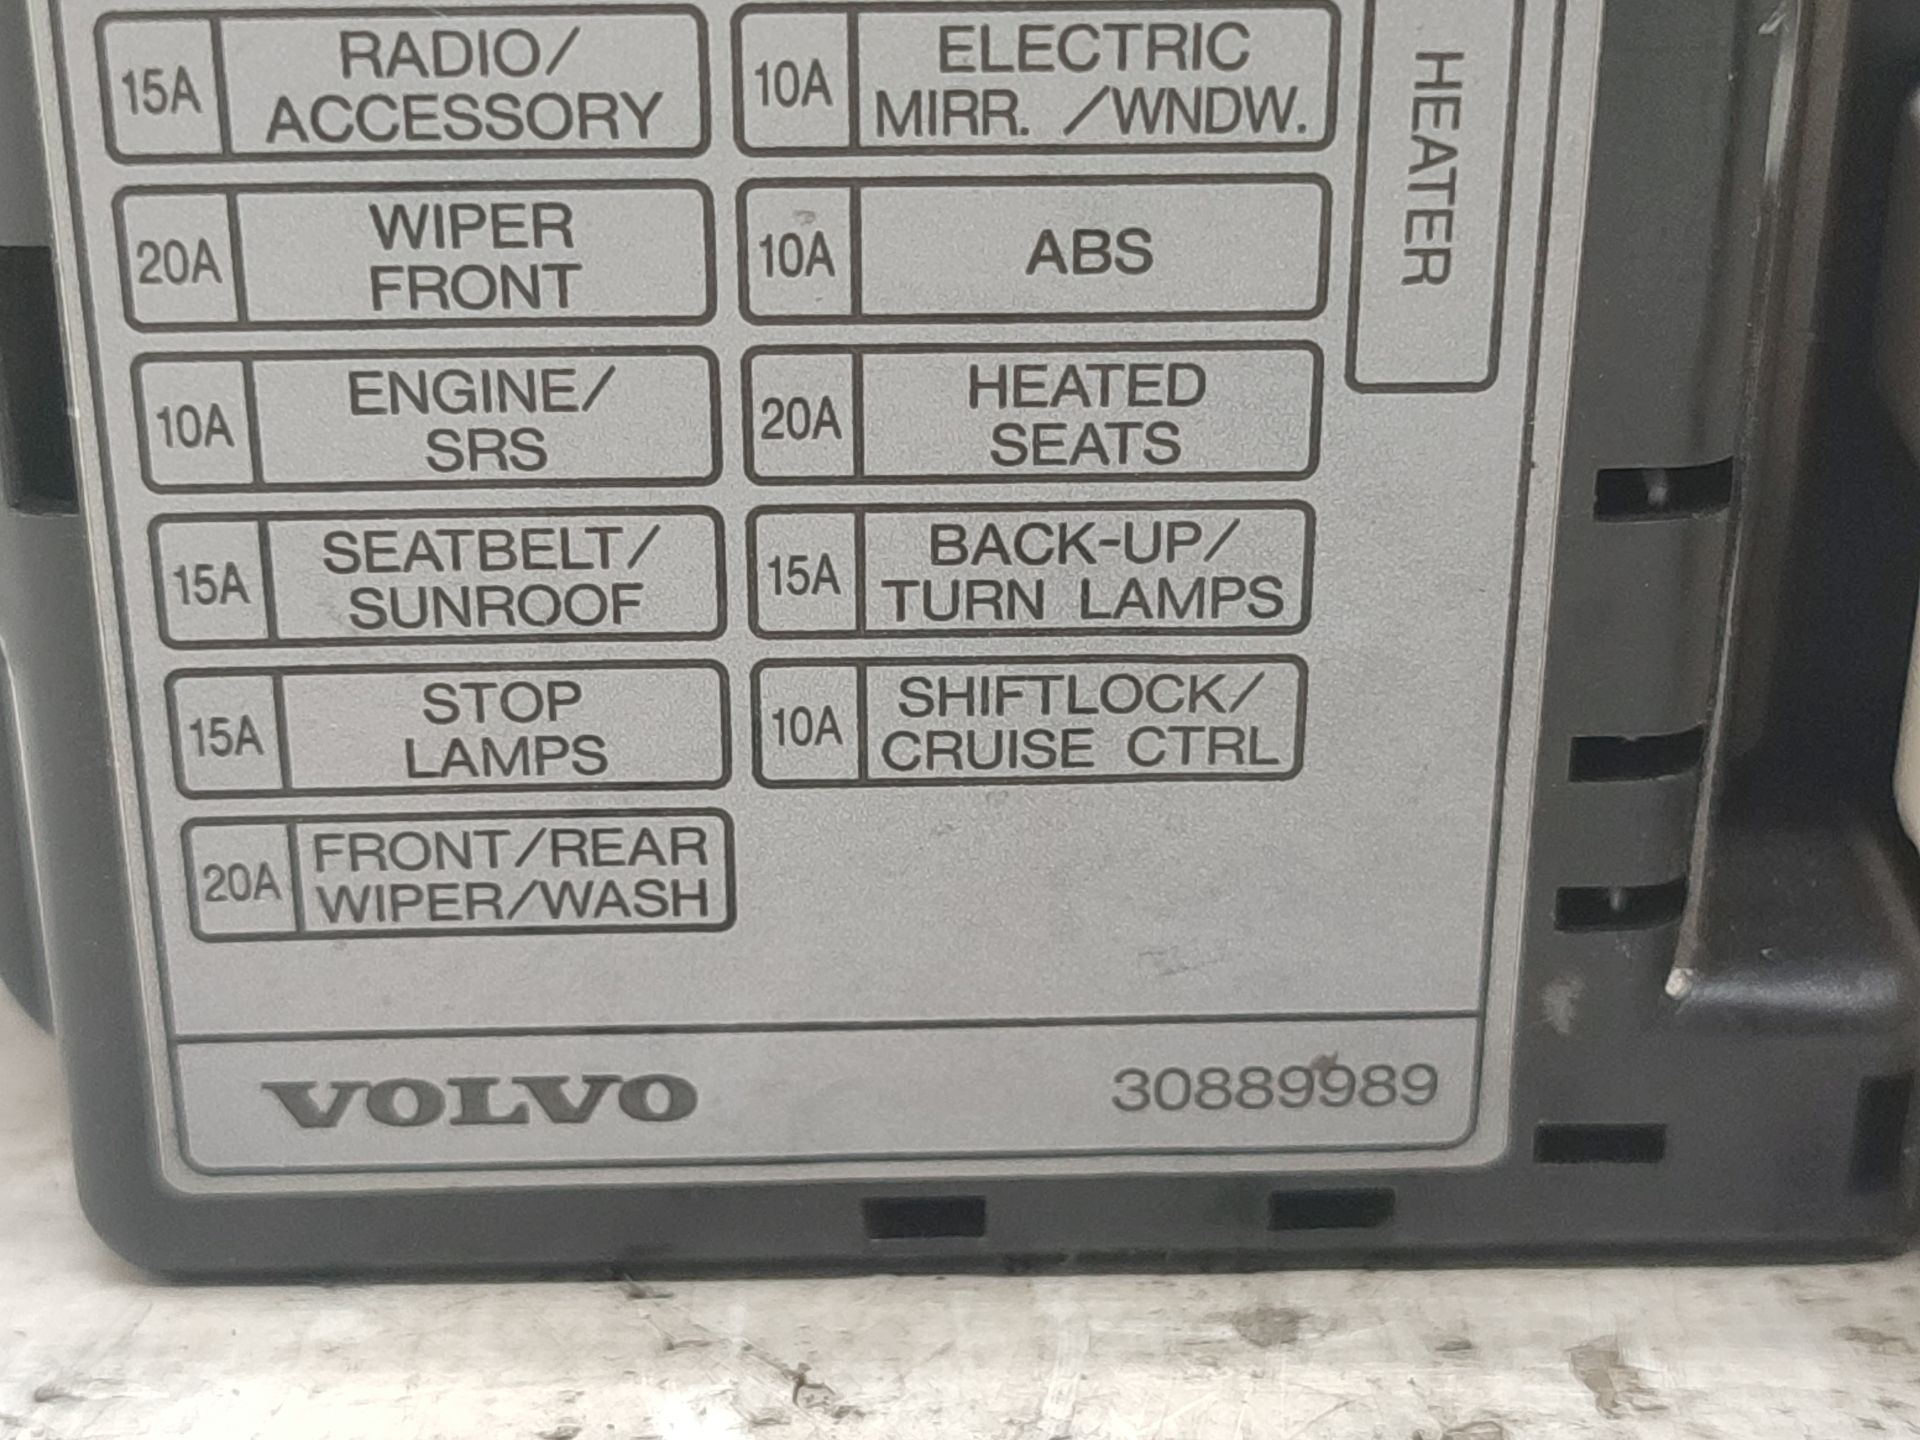 15A RADIO/
ACCESSORY
20A WIPER
FRONT
10A ENGINE/
SRS
15A SEATBELT/
SUNROOF
15A STOP
LAMPS
20A FRONT/REAR
WIPER/WASH
10A ELECTRIC
MIRR. /WNDW.
10A ABS
20A HEATED
SEATS
15A BACK-UP/
TURN LAMPS
10A SHIFTLOCK/
CRUISE CTRL
HEATER
VOLVO
30889989